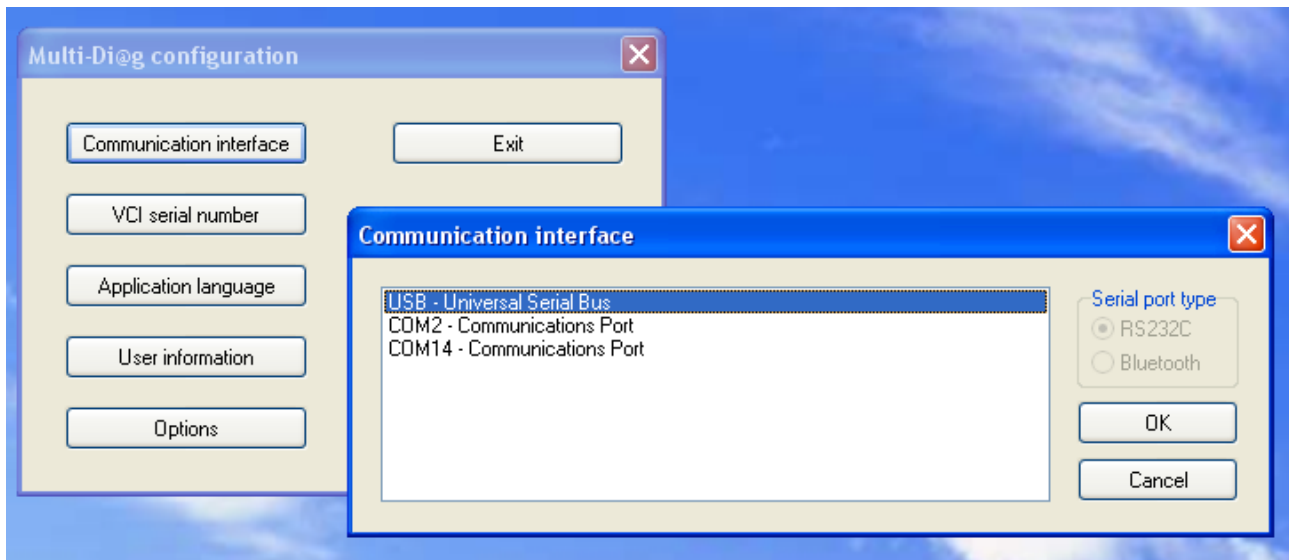 Multi-Di@g configuration
Communication interface
Exit
VCI serial number
Application language
User information
Options
Communication interface
USB - Universal Serial Bus
COM2 - Communications Port
COM14 - Communications Port
Serial port type
RS232C
Bluetooth
OK
Cancel